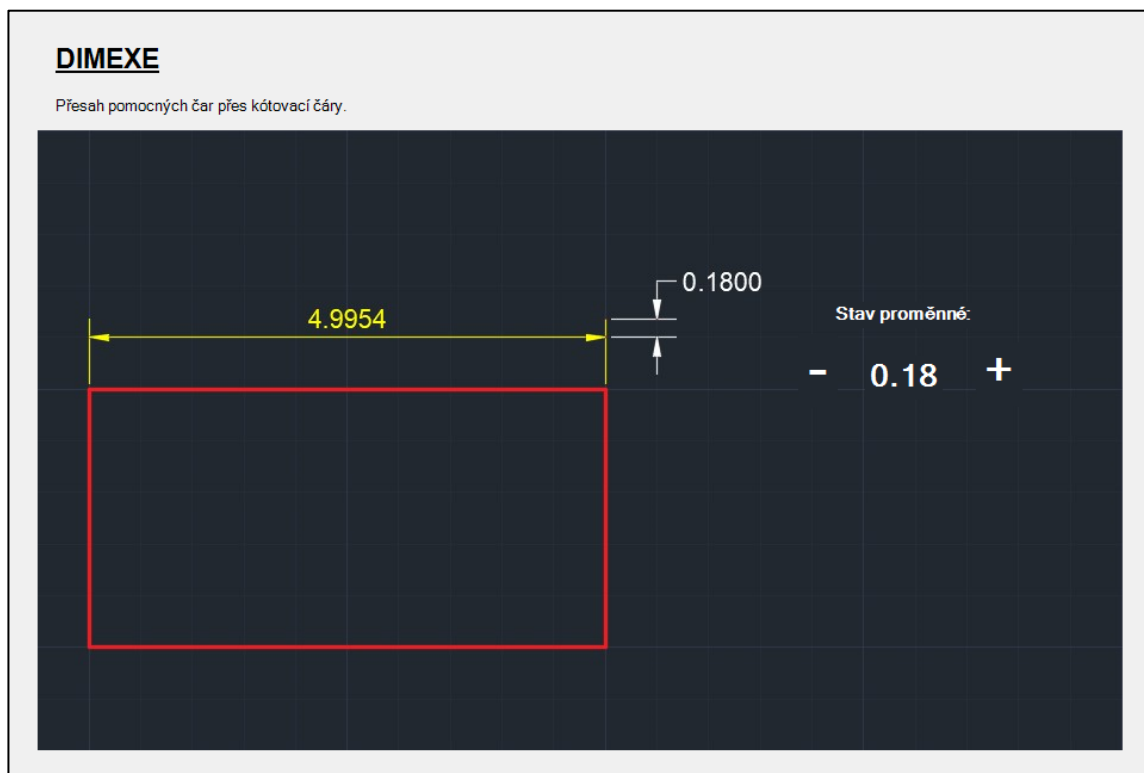 DIMEXE
Přesah pomocných čar přes kótovací čáry.
0.1800
4.9954
Stav proměnné:
- 0.18 +